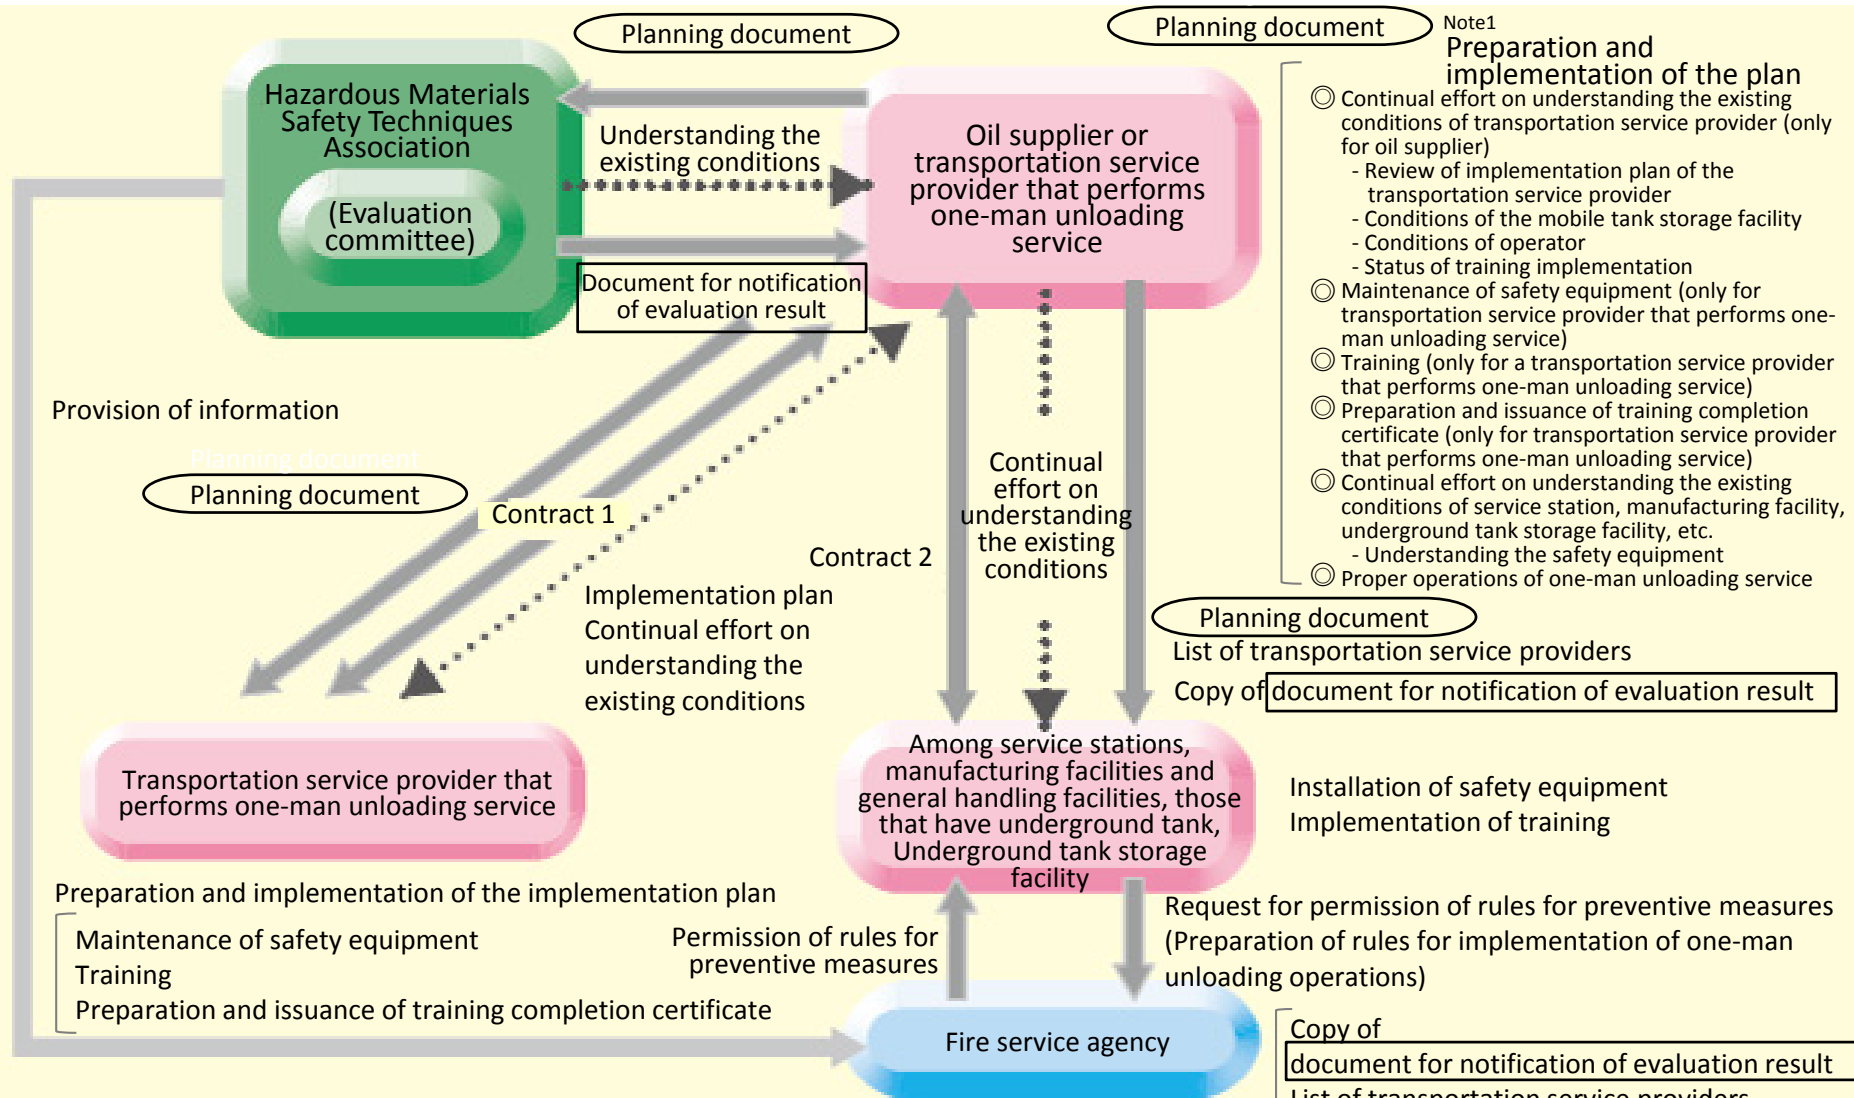 Planning document
Planning document
Note1
Preparation and
implementation of the plan
◎ Continual effort on understanding the existing
conditions of transportation service provider (only
for oil supplier)
- Review of implementation plan of the
transportation service provider
- Conditions of the mobile tank storage facility
- Conditions of operator
- Status of training implementation
◎ Maintenance of safety equipment (only for
transportation service provider that performs one-
man unloading service)
◎ Training (only for a transportation service provider
that performs one-man unloading service)
◎ Preparation and issuance of training completion
certificate (only for transportation service provider
that performs one-man unloading service)
◎ Continual effort on understanding the existing
conditions of service station, manufacturing facility,
underground tank storage facility, etc.
- Understanding the safety equipment
◎ Proper operations of one-man unloading service
Hazardous Materials
Safety Techniques
Association
(Evaluation
committee)
Understanding the
existing conditions
Oil supplier or
transportation service
provider that performs
one-man unloading
service
Document for notification
of evaluation result
Provision of information
Planning document
Planning document
Contract 1
Implementation plan
Continual effort on
understanding the
existing conditions
Contract 2
Continual
effort on
understanding
the existing
conditions
Planning document
List of transportation service providers
Copy of document for notification of evaluation result
Transportation service provider that
performs one-man unloading service
Among service stations,
manufacturing facilities and
general handling facilities, those
that have underground tank,
Underground tank storage
facility
Installation of safety equipment
Implementation of training
Preparation and implementation of the implementation plan
Maintenance of safety equipment
Training
Preparation and issuance of training completion certificate
Permission of rules for
preventive measures
Request for permission of rules for preventive measures
(Preparation of rules for implementation of one-man
unloading operations)
Fire service agency
Copy of
document for notification of evaluation result
List of transportation service providers